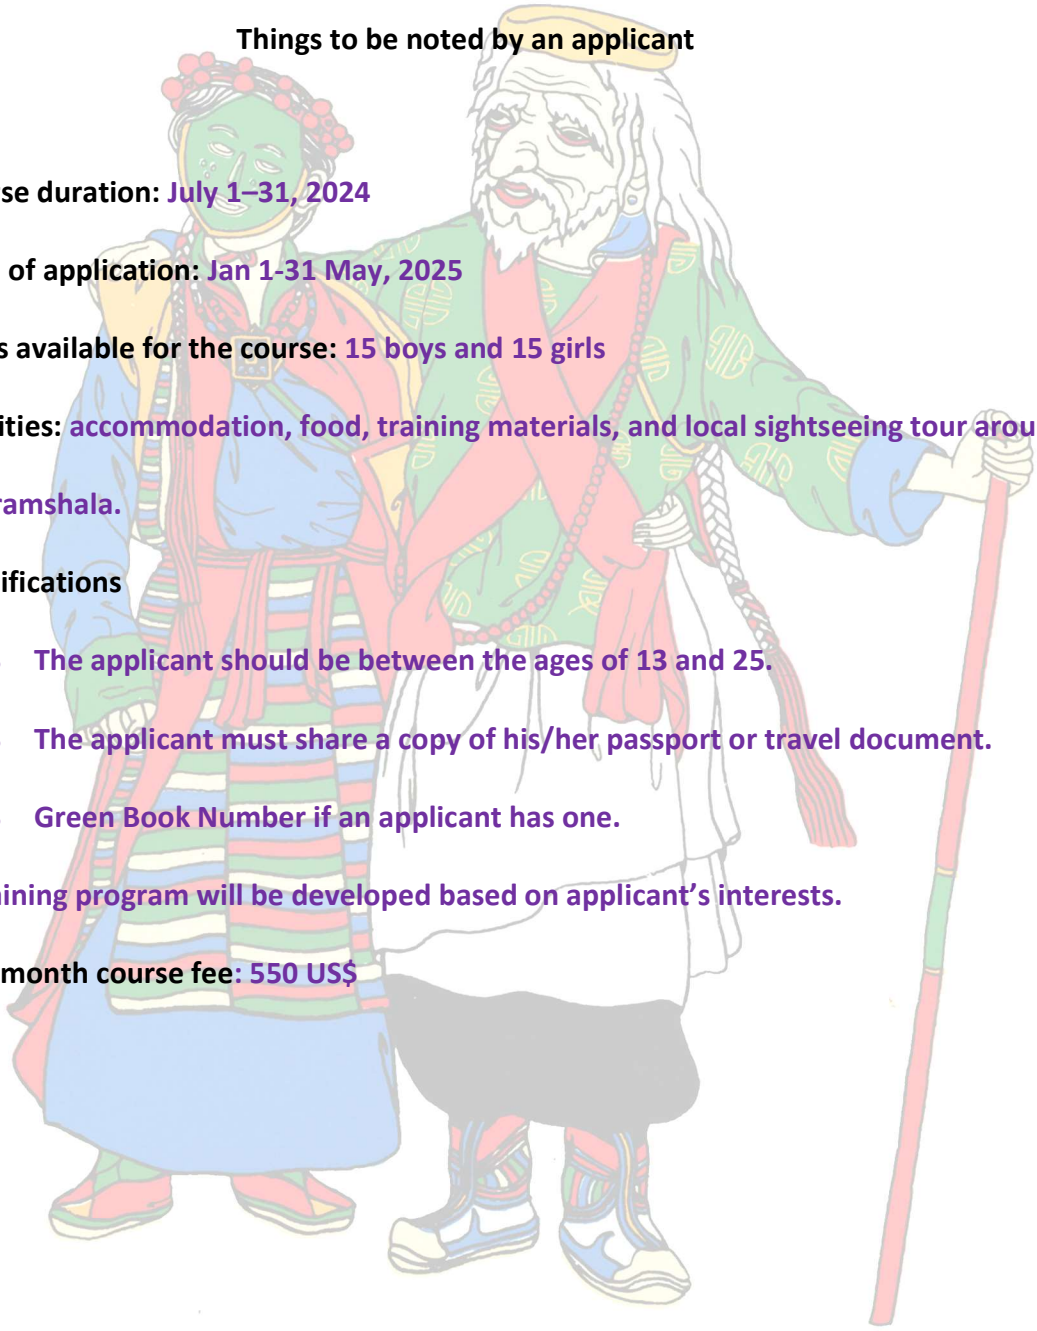 Things to be noted by an applicant
se duration: July 1–31, 2024
of application: Jan 1-31 May, 2025
s available for the course: 15 boys and 15 girls
ities: accommodation, food, training materials, and local sightseeing tour arou
ramshala.
ifications
The applicant should be between the ages of 13 and 25.
The applicant must share a copy of his/her passport or travel document.
Green Book Number if an applicant has one.
ining program will be developed based on applicant’s interests.
month course fee: 550 US$